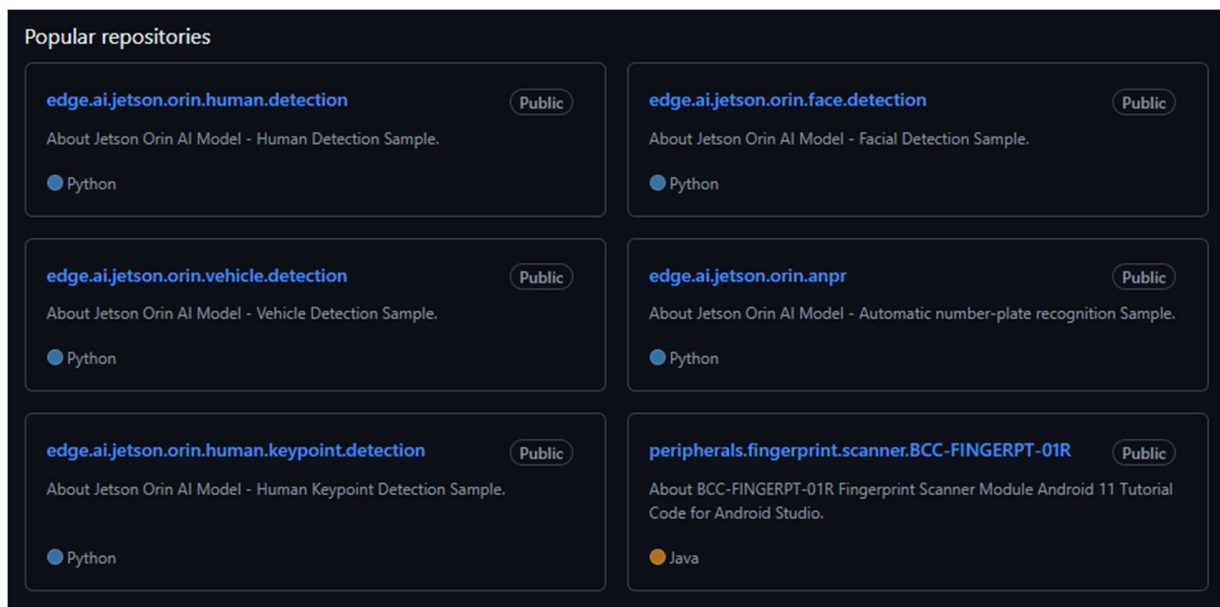 Popular repositories
edge.ai.jetson.orin.human.detection
Public
About Jetson Orin AI Model - Human Detection Sample.
Python
edge.ai.jetson.orin.face.detection
Public
About Jetson Orin AI Model - Facial Detection Sample.
Python
edge.ai.jetson.orin.vehicle.detection
Public
About Jetson Orin AI Model - Vehicle Detection Sample.
Python
edge.ai.jetson.orin.anpr
Public
About Jetson Orin AI Model - Automatic number-plate recognition Sample.
Python
edge.ai.jetson.orin.human.keypoint.detection
Public
About Jetson Orin AI Model - Human Keypoint Detection Sample.
Python
peripherals.fingerprint.scanner.BCC-FINGERPT-01R
Public
About BCC-FINGERPT-01R Fingerprint Scanner Module Android 11 Tutorial
Code for Android Studio.
Java